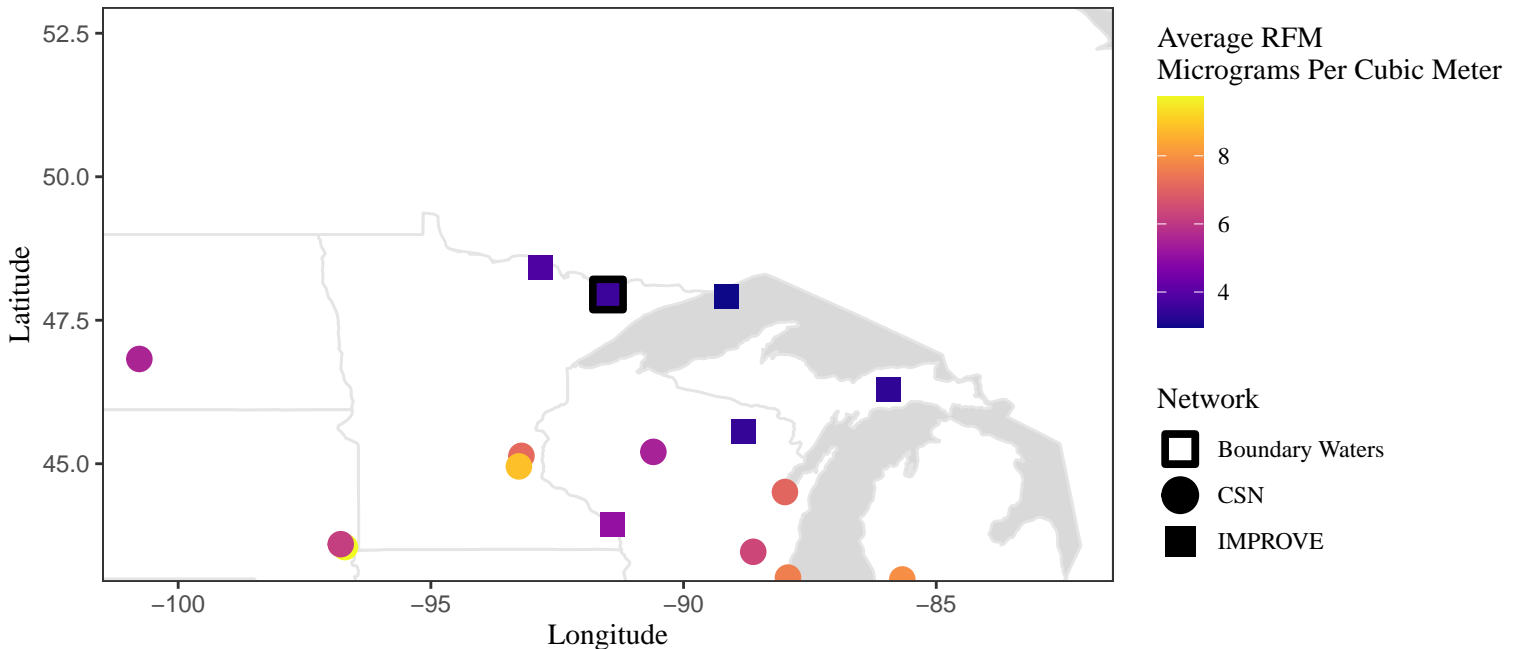 52.5
50.0
47.5
45.0
Latitude
−100
−95
−90
−85
Longitude
Average RFM
Micrograms Per Cubic Meter
8
6
4
Network
Boundary Waters
CSN
IMPROVE